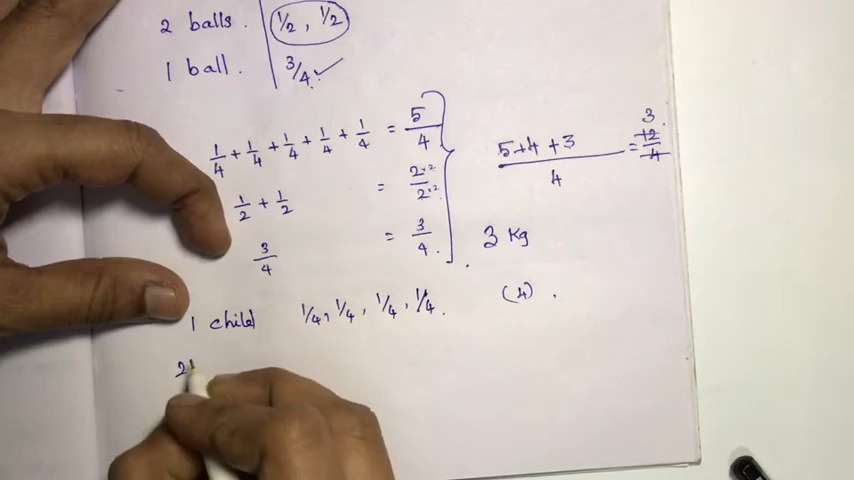 2 balls. 1/2, 1/2
1 ball. 3/4 ✓
1/4 + 1/4 + 1/4 + 1/4 + 1/4 = 5/4
1/2 + 1/2 = 2×2/2×2
3/4 = 3/4.
5+4+3/4 = 12/4 3
3 Kg
1 child 1/4, 1/4, 1/4, 1/4. (4).
2